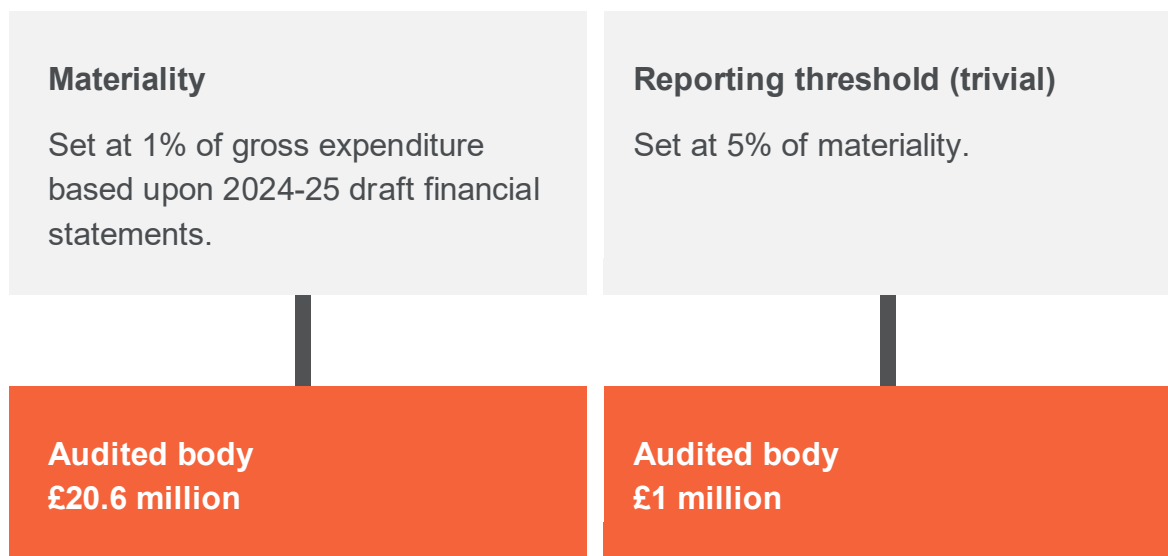 Materiality
Set at 1% of gross expenditure
based upon 2024-25 draft financial
statements.
Audited body
£20.6 million
Reporting threshold (trivial)
Set at 5% of materiality.
Audited body
£1 million